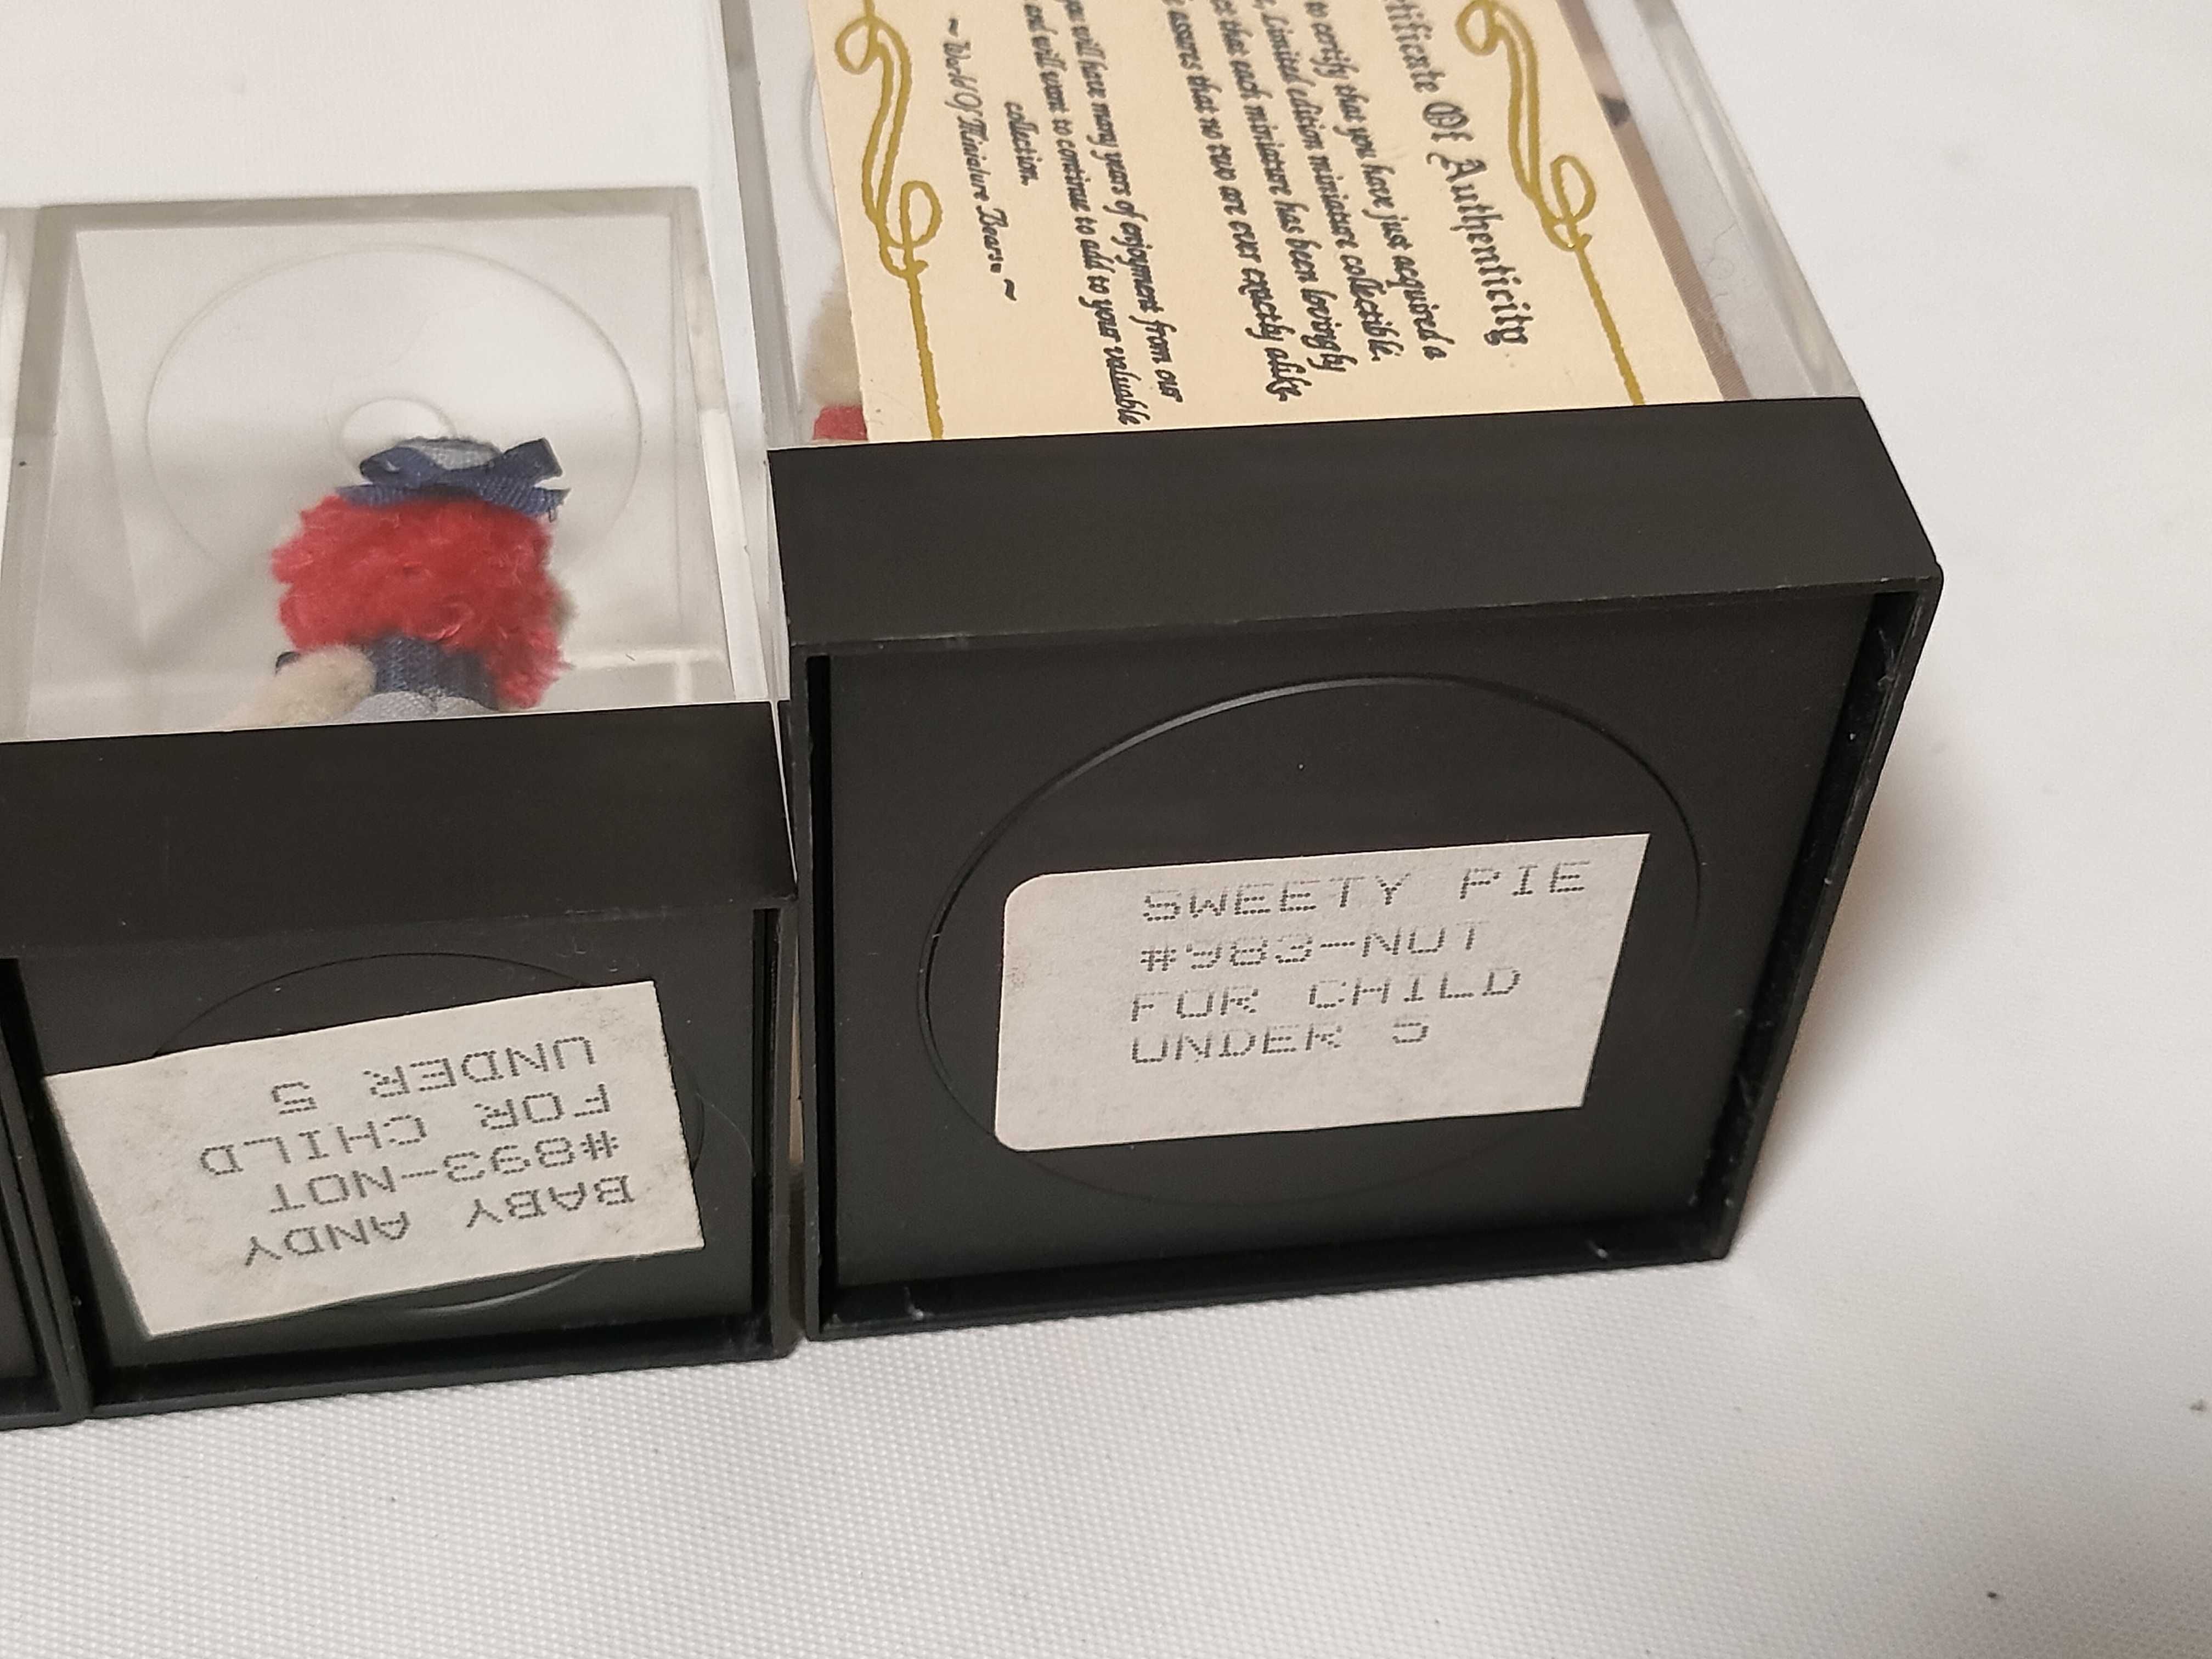 tificate Of Authenticity
to certify that you have just acquired a
Limited edition miniature collectible.
that each miniature has been lovingly
assures that no two are ever exactly alike.
will have many years of enjoyment from our
and will want to continue to add to your valuable
collection.
~ World Of Miniature Bears. ~
SWEETY PIE
#983-NOT
FOR CHILD
UNDER 5
BABY ANDY
#893-NOT
FOR CHILD
UNDER 5